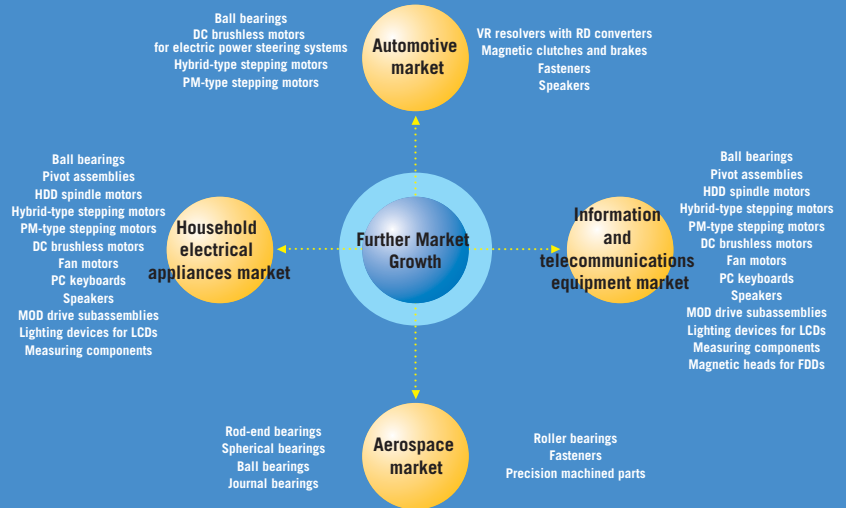 Ball bearings
DC brushless motors
for electric power steering systems
Hybrid-type stepping motors
PM-type stepping motors
Automotive
market
VR resolvers with RD converters
Magnetic clutches and brakes
Fasteners
Speakers
Ball bearings
Pivot assemblies
HDD spindle motors
Hybrid-type stepping motors
PM-type stepping motors
DC brushless motors
Fan motors
PC keyboards
Speakers
MOD drive subassemblies
Lighting devices for LCDs
Measuring components
Household
electrical
appliances market
Further Market
Growth
Information
and
telecommunications
equipment market
Ball bearings
Pivot assemblies
HDD spindle motors
Hybrid-type stepping motors
PM-type stepping motors
DC brushless motors
Fan motors
PC keyboards
Speakers
MOD drive subassemblies
Lighting devices for LCDs
Measuring components
Magnetic heads for FDDs
Rod-end bearings
Spherical bearings
Ball bearings
Journal bearings
Aerospace
market
Roller bearings
Fasteners
Precision machined parts